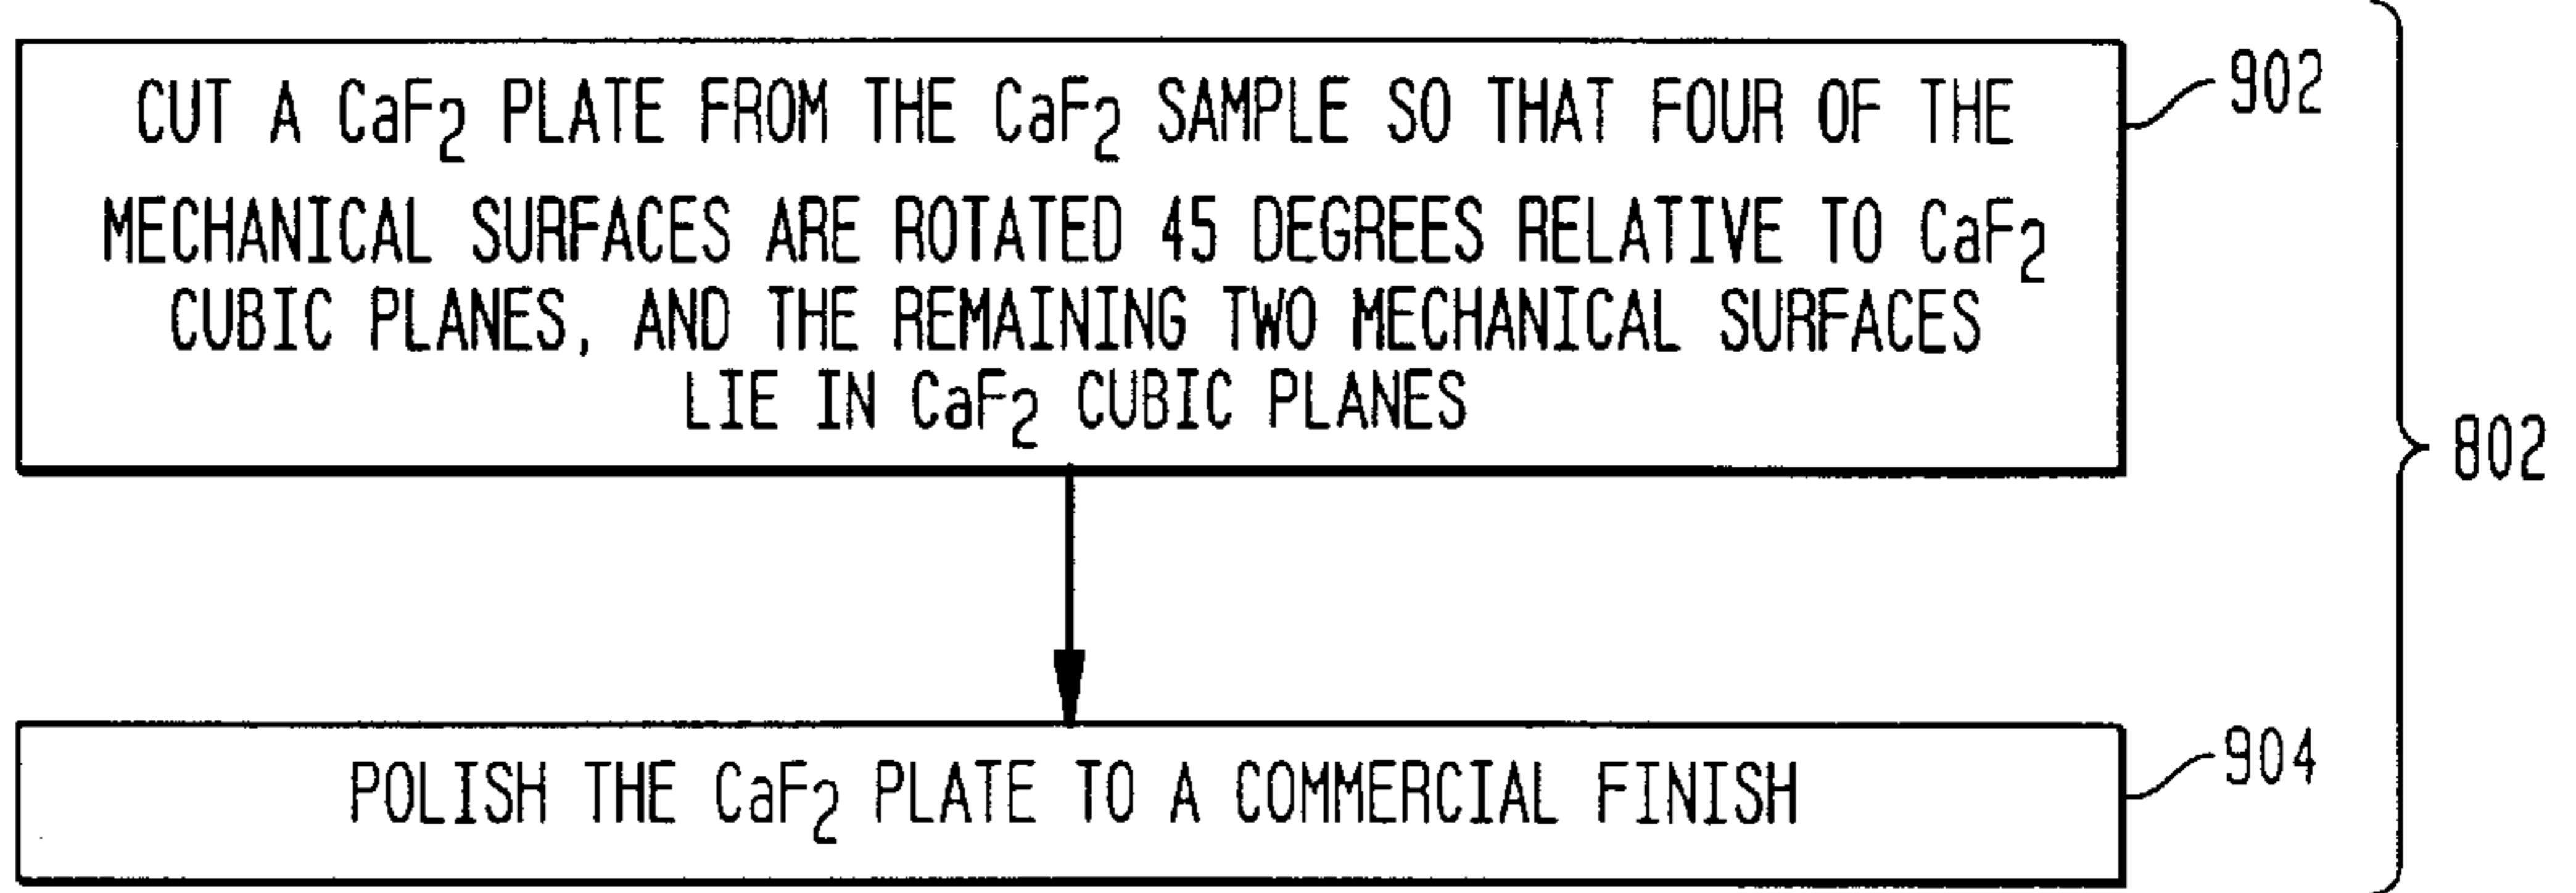 CUT A CaF2 PLATE FROM THE CaF2 SAMPLE SO THAT FOUR OF THE
MECHANICAL SURFACES ARE ROTATED 45 DEGREES RELATIVE TO CaF2
CUBIC PLANES, AND THE REMAINING TWO MECHANICAL SURFACES
LIE IN CaF2 CUBIC PLANES
902
802
POLISH THE CaF2 PLATE TO A COMMERCIAL FINISH
904